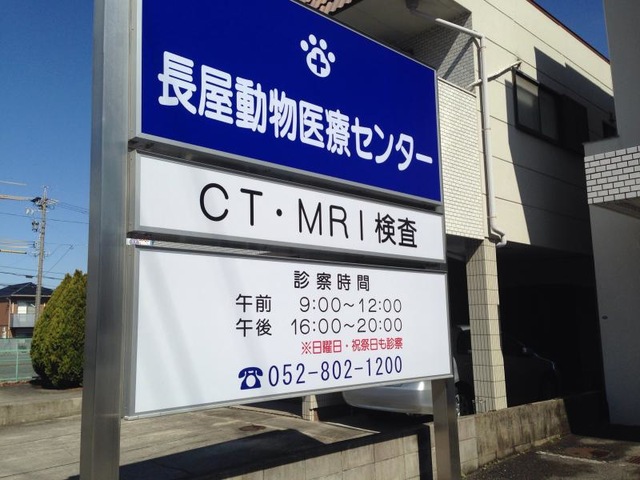 長屋動物医療センター
CT・MRI検査
診察時間
午前 9:00〜12:00
午後 16:00〜20:00
※日曜日・祝祭日も診察
☎052-802-1200